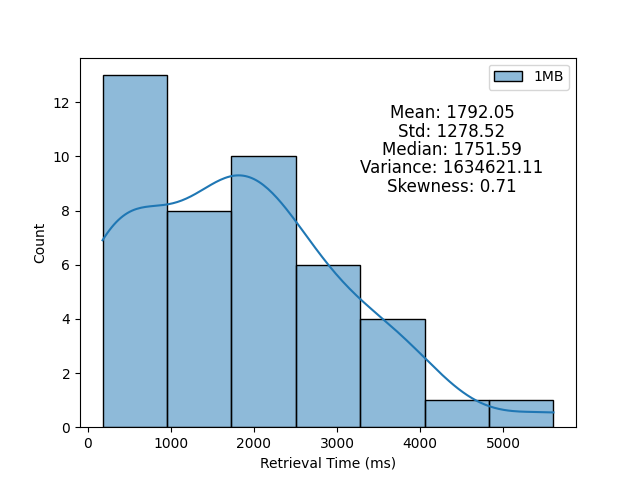 1MB
Mean: 1792.05
Std: 1278.52
Median: 1751.59
Variance: 1634621.11
Skewness: 0.71
12
10
8
6
4
2
0
Count
0 1000 2000 3000 4000 5000
Retrieval Time (ms)